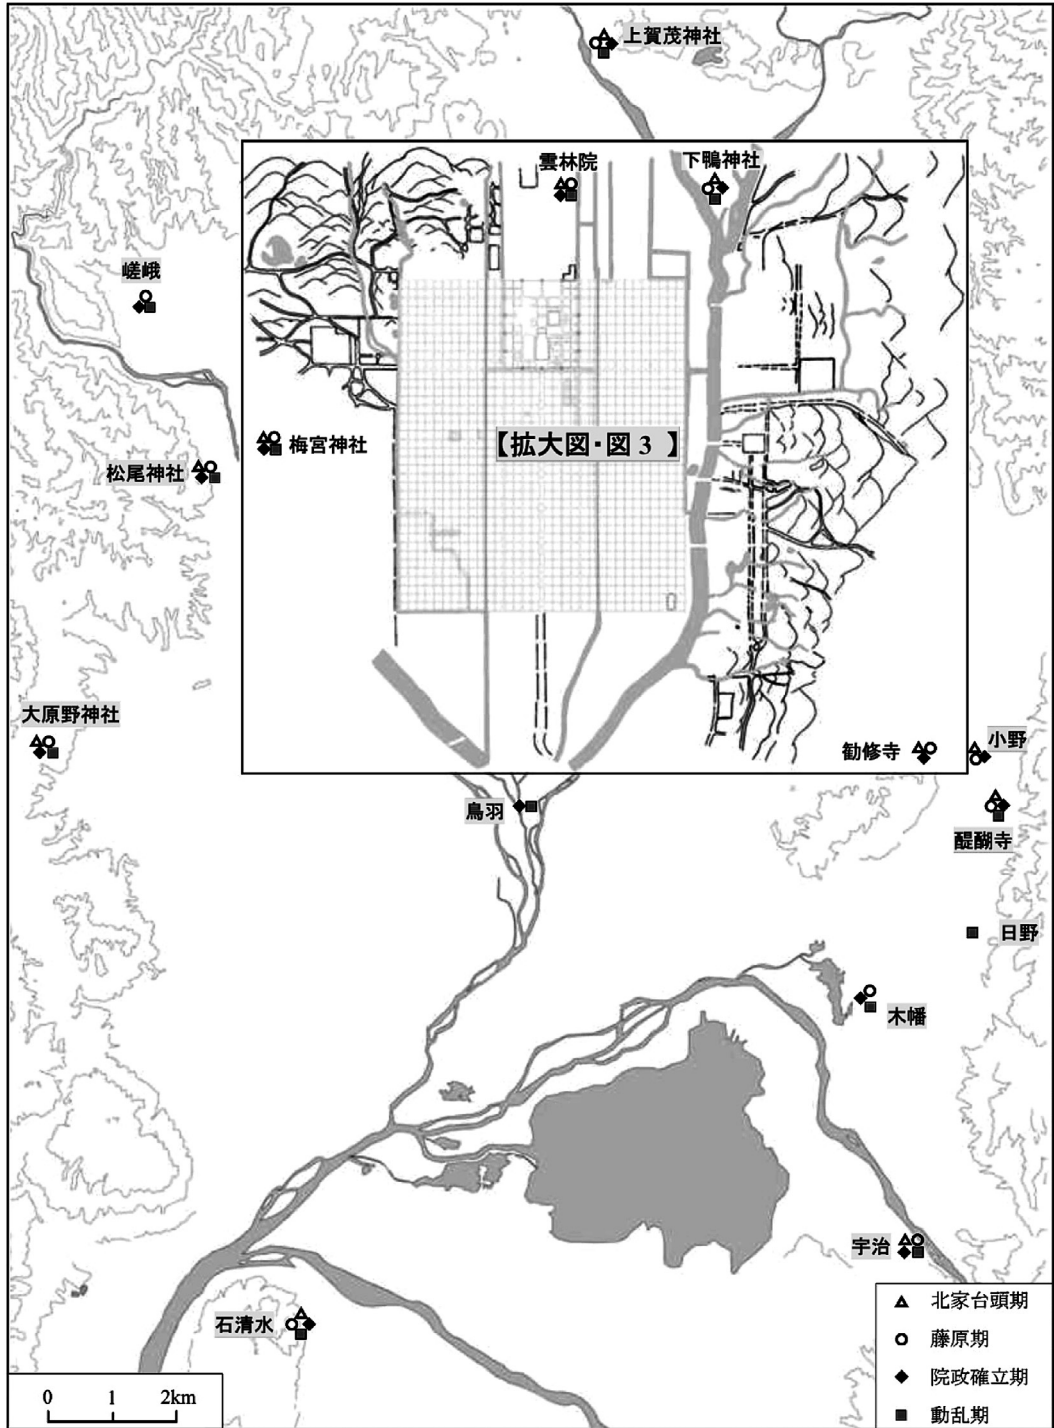 上賀茂神社
雲林院
下鴨神社
嵯峨
【拡大図・図 3 】
梅宮神社
松尾神社
大原野神社
勧修寺
小野
鳥羽
醍醐寺
日野
木幡
宇治
石清水
北家台頭期
藤原期
院政確立期
動乱期
0 1 2km